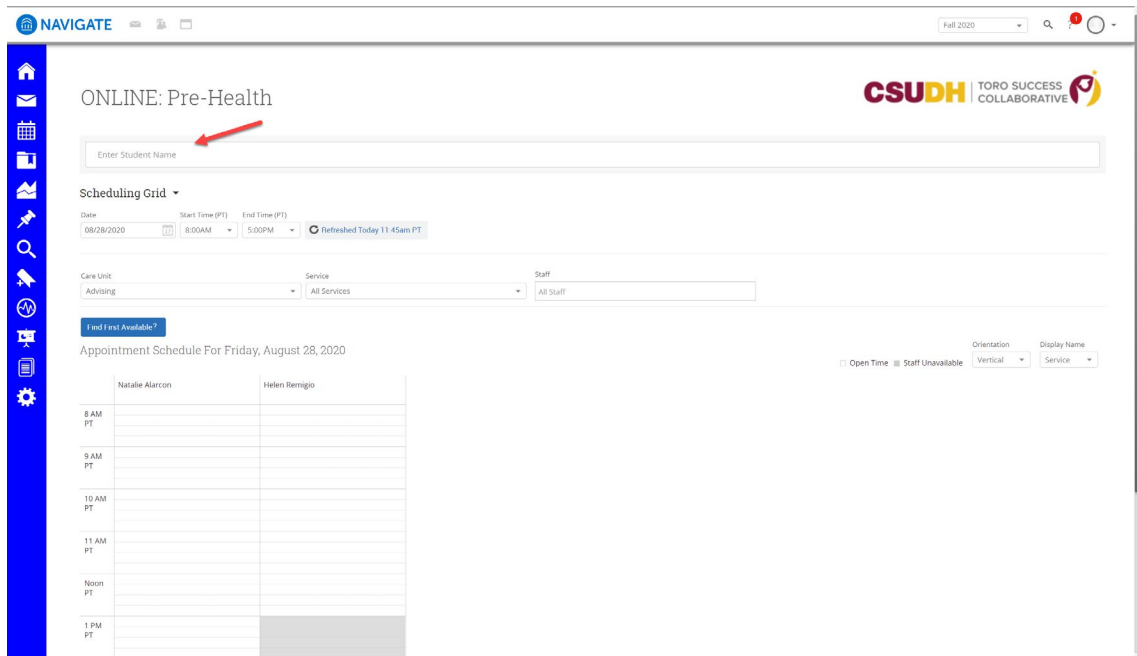 NAVIGATE
Fall 2020
1
?
ONLINE: Pre-Health
CSUDH TORO SUCCESS
COLLABORATIVE
Enter Student Name
Scheduling Grid
Date Start Time (PT) End Time (PT)
08/28/2020 17 8:00AM 5:00PM Refreshed Today 11 45am PT
Care Unit Service Staff
Advising All Services All Staff
Find First Available?
Appointment Schedule For Friday, August 28, 2020
Open Time Staff Unavailable
Orientation Display Name
Vertical Service
Natalie Alarcon Helen Remigio
8 AM
PT
9 AM
PT
10 AM
PT
11 AM
PT
Noon
PT
1 PM
PT